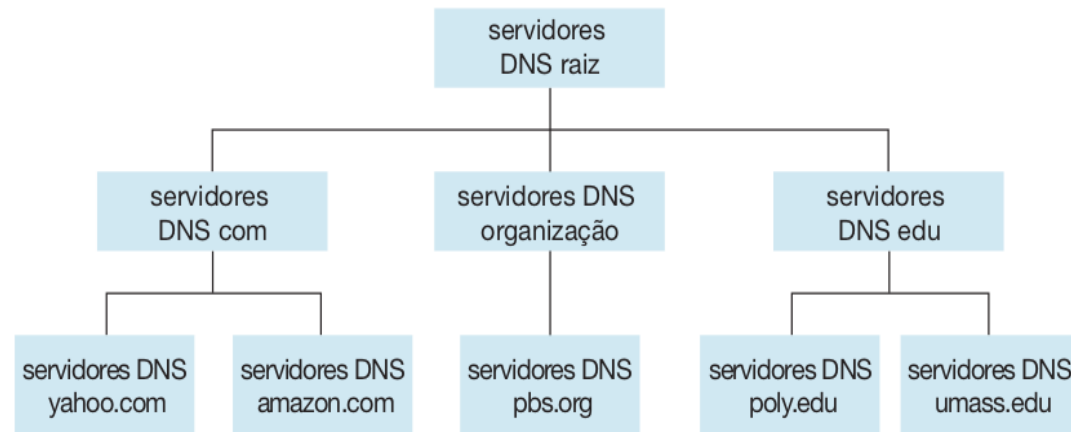 servidores
DNS raiz
servidores
DNS com
servidores DNS
organização
servidores
DNS edu
servidores DNS
yahoo.com
servidores DNS
amazon.com
servidores DNS
pbs.org
servidores DNS
poly.edu
servidores DNS
umass.edu